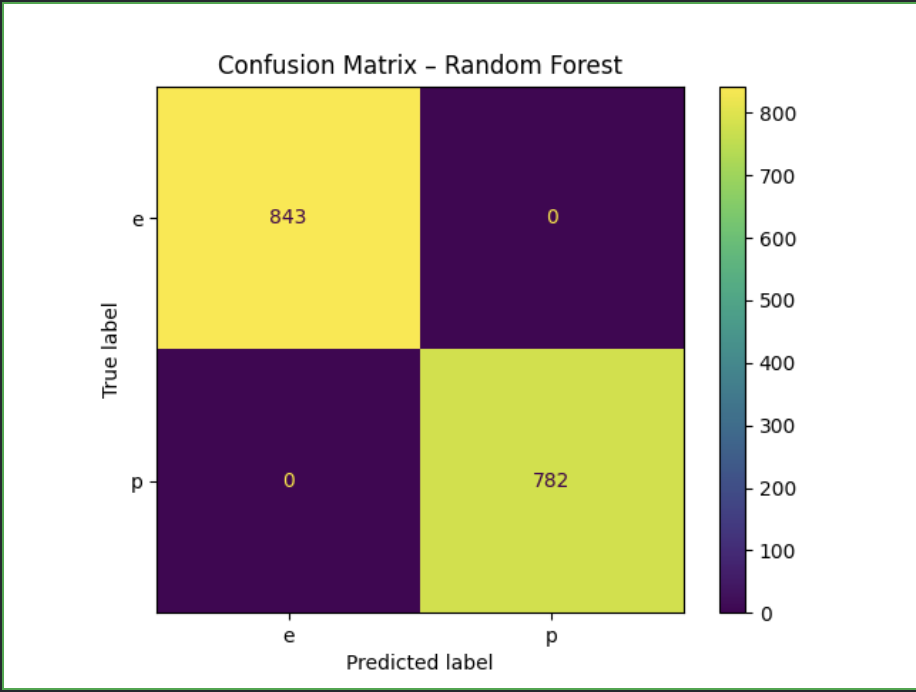 Confusion Matrix – Random Forest
True label
e
843
0
p
0
782
e
p
Predicted label
800
700
600
500
400
300
200
100
0